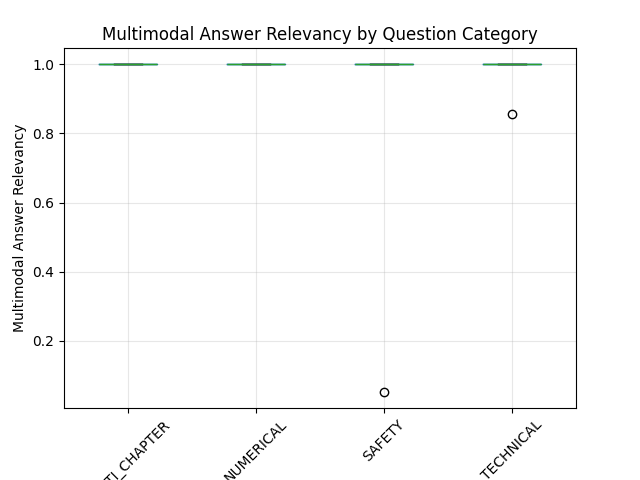 Multimodal Answer Relevancy by Question Category
Multimodal Answer Relevancy
1.0
0.8
0.6
0.4
0.2
TI_CHAPTER
NUMERICAL
SAFETY
TECHNICAL